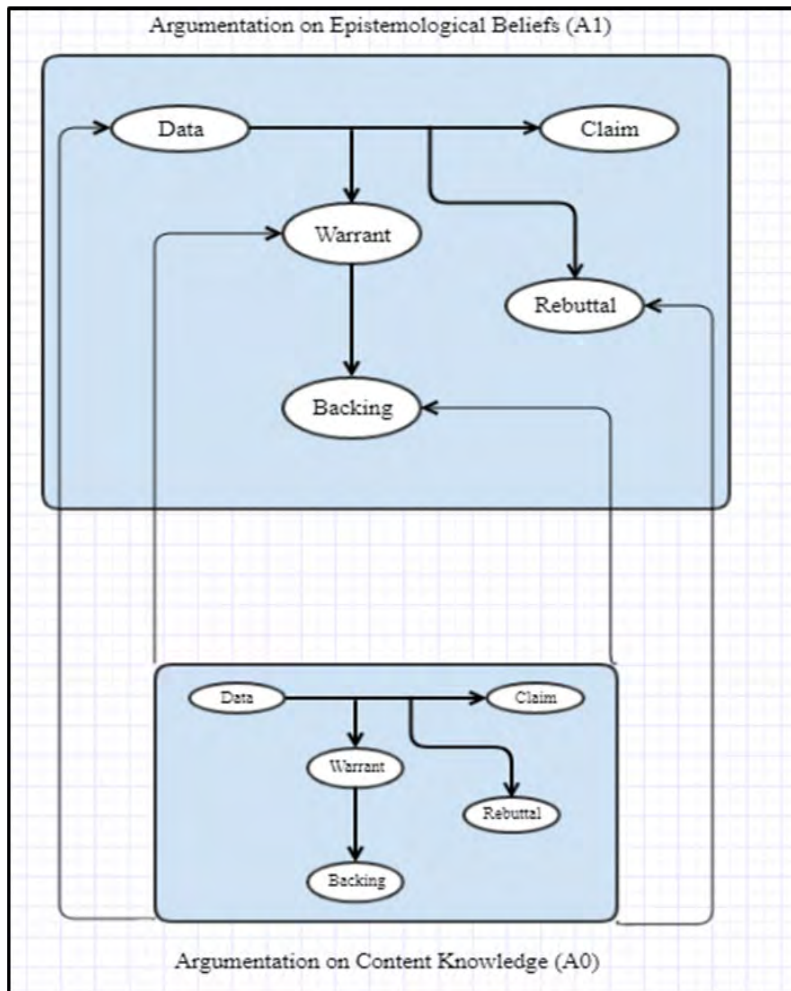 Argumentation on Epistemological Beliefs (A1)
Data
Claim
Warrant
Rebuttal
Backing
Data
Claim
Warrant
Rebuttal
Backing
Argumentation on Content Knowledge (A0)